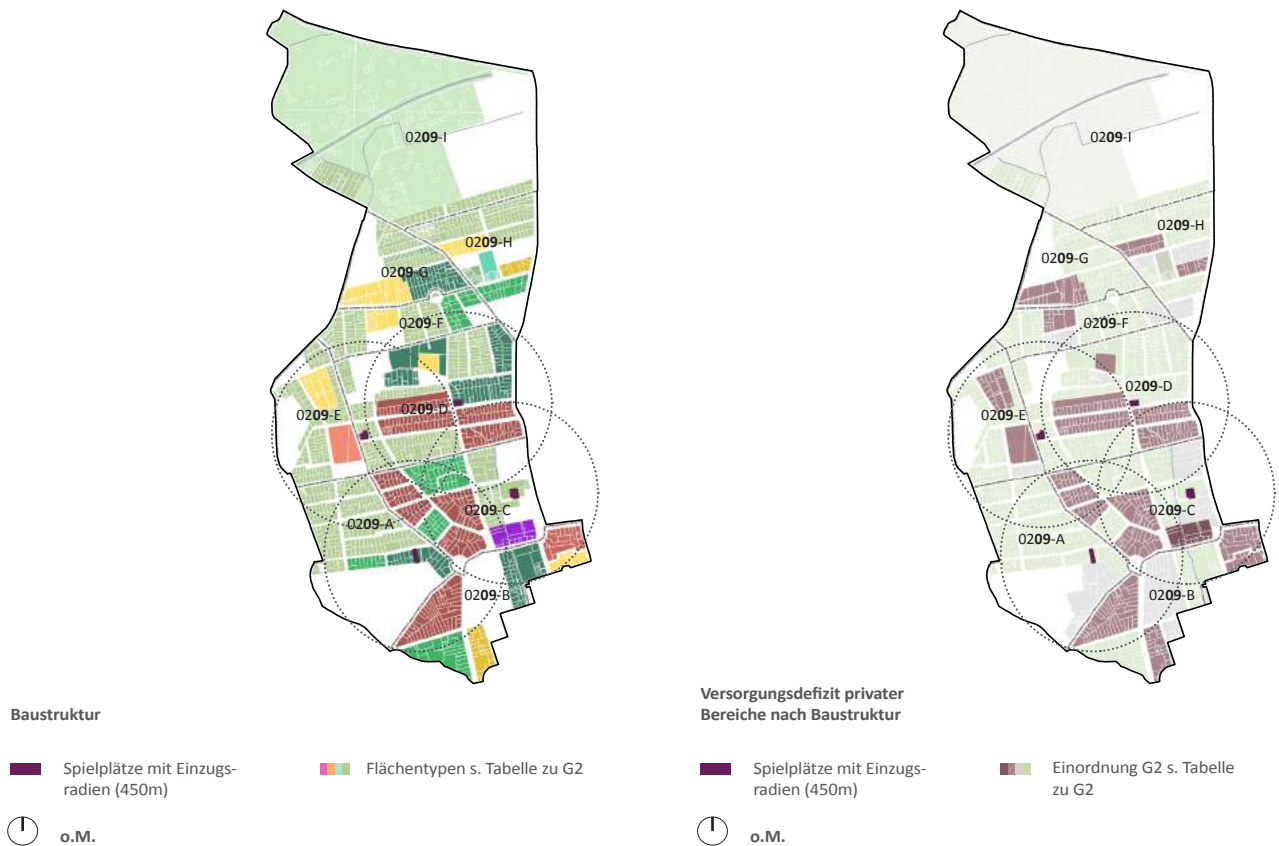 0209-I
0209-H
0209-G
0209-F
0209-D
0209-E
0209-C
0209-A
0209-B
Baustruktur
Spielplätze mit Einzugs-
radien (450m)
Flächentypen s. Tabelle zu G2
o.M.
0209-I
0209-H
0209-G
0209-F
0209-D
0209-E
0209-C
0209-A
0209-B
Versorgungsdefizit privater
Bereiche nach Baustruktur
Spielplätze mit Einzugs-
radien (450m)
Einordnung G2 s. Tabelle
zu G2
o.M.